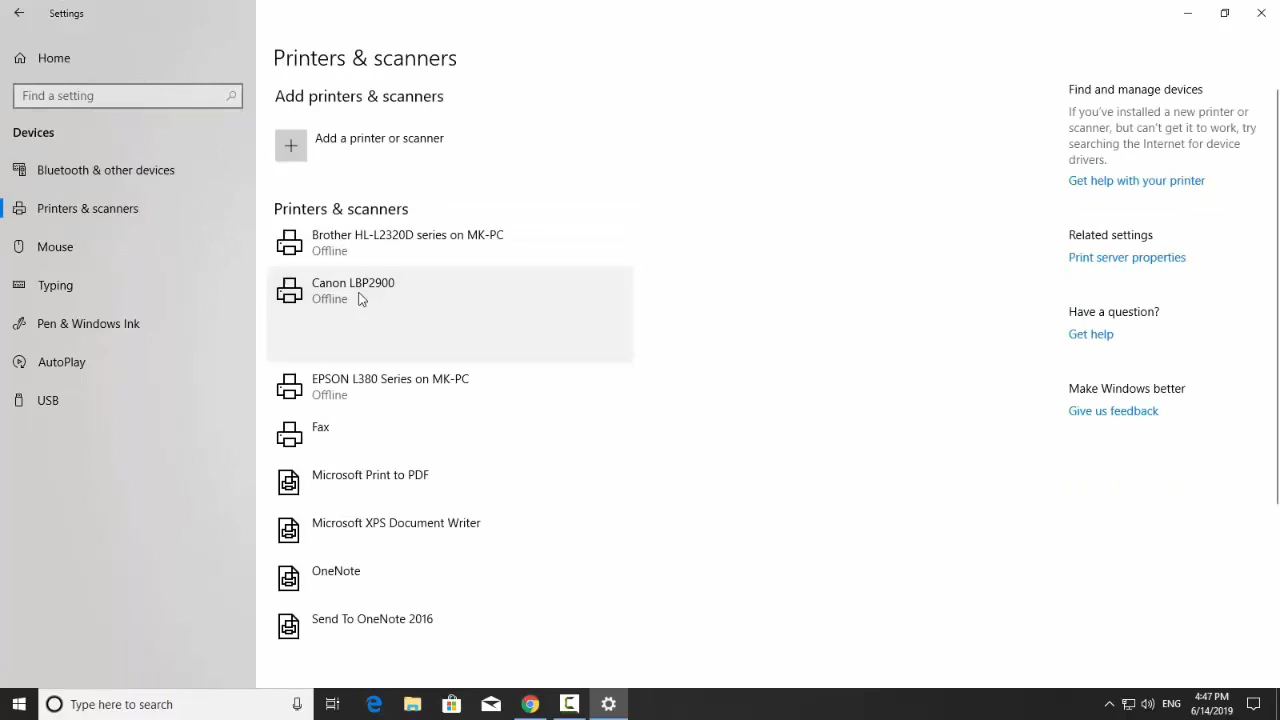 Settings
Home
Find a setting
Devices
Bluetooth & other devices
Printers & scanners
Mouse
Typing
Pen & Windows Ink
AutoPlay
USB
Printers & scanners
Add printers & scanners
Add a printer or scanner
Printers & scanners
Brother HL-L2320D series on MK-PC
Offline
Canon LBP2900
Offline
EPSON L380 Series on MK-PC
Offline
Fax
Microsoft Print to PDF
Microsoft XPS Document Writer
OneNote
Send To OneNote 2016
Find and manage devices
If you've installed a new printer or
scanner, but can't get it to work, try
searching the Internet for device
drivers.
Get help with your printer
Related settings
Print server properties
Have a question?
Get help
Make Windows better
Give us feedback
Type here to search
ENG
4:47 PM
6/14/2019